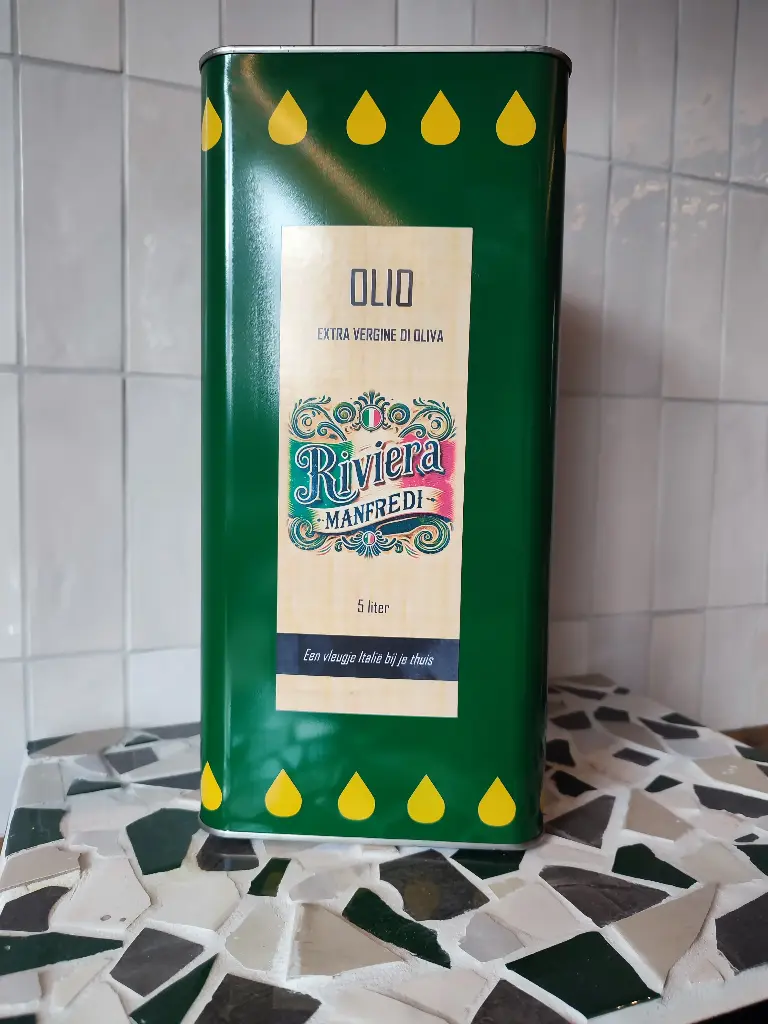 OLIO
EXTRA VERGINE DI OLIVA
Riviera
MANFREDI
5 liter
Een vleugje Italië bij je thuis